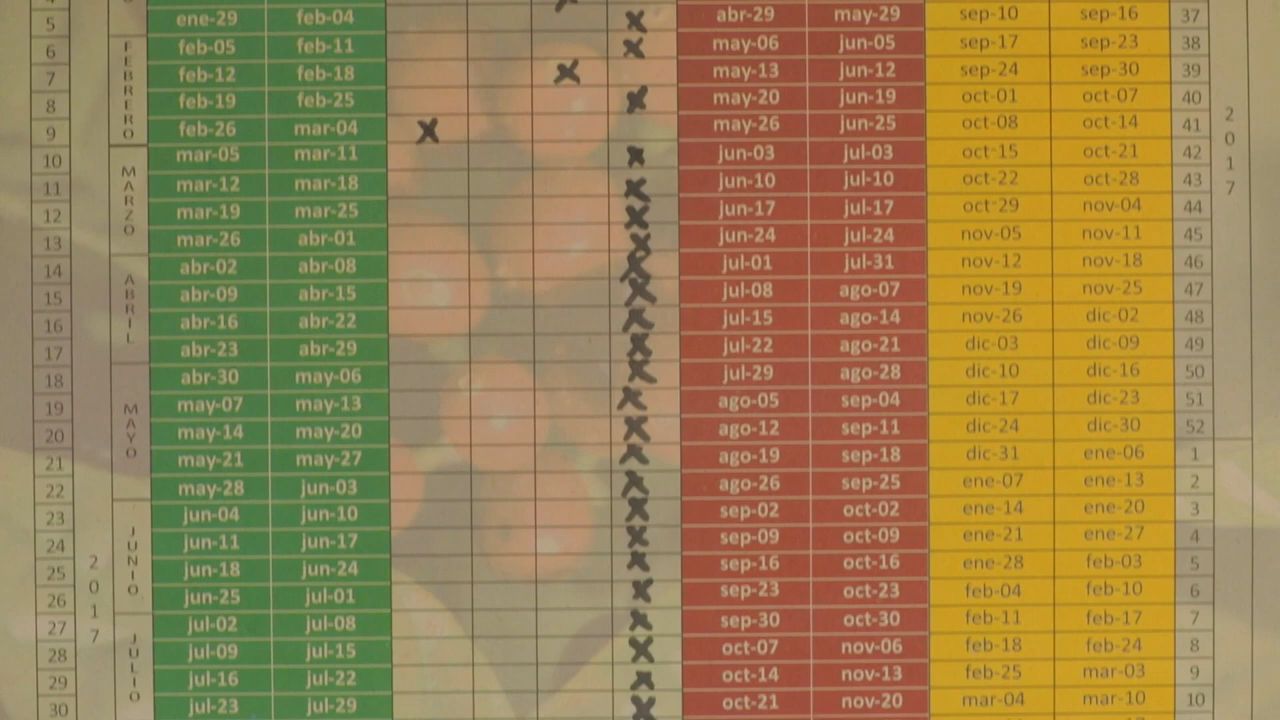 5 ene-29 feb-04 X abr-29 may-29 sep-10 sep-16 37
6 feb-05 feb-11 X may-06 jun-05 sep-17 sep-23 38
7 feb-12 feb-18 X may-13 jun-12 sep-24 sep-30 39
8 feb-19 feb-25 X may-20 jun-19 oct-01 oct-07 40
9 feb-26 mar-04 X may-26 jun-25 oct-08 oct-14 41
FEBRERO
10 mar-05 mar-11 X jun-03 jul-03 oct-15 oct-21 42
11 mar-12 mar-18 X jun-10 jul-10 oct-22 oct-28 43
12 mar-19 mar-25 X jun-17 jul-17 oct-29 nov-04 44
13 mar-26 abr-01 X jun-24 jul-24 nov-05 nov-11 45
MARZO
2017
14 abr-02 abr-08 X jul-01 jul-31 nov-12 nov-18 46
15 abr-09 abr-15 X jul-08 ago-07 nov-19 nov-25 47
16 abr-16 abr-22 X jul-15 ago-14 nov-26 dic-02 48
17 abr-23 abr-29 X jul-22 ago-21 dic-03 dic-09 49
ABRIL
18 abr-30 may-06 X jul-29 ago-28 dic-10 dic-16 50
19 may-07 may-13 X ago-05 sep-04 dic-17 dic-23 51
20 may-14 may-20 X ago-12 sep-11 dic-24 dic-30 52
21 may-21 may-27 X ago-19 sep-18 dic-31 ene-06 1
22 may-28 jun-03 X ago-26 sep-25 ene-07 ene-13 2
MAYO
23 jun-04 jun-10 X sep-02 oct-02 ene-14 ene-20 3
24 jun-11 jun-17 X sep-09 oct-09 ene-21 ene-27 4
25 jun-18 jun-24 X sep-16 oct-16 ene-28 feb-03 5
26 jun-25 jul-01 X sep-23 oct-23 feb-04 feb-10 6
JUNIO
2017
27 jul-02 jul-08 X sep-30 oct-30 feb-11 feb-17 7
28 jul-09 jul-15 X oct-07 nov-06 feb-18 feb-24 8
29 jul-16 jul-22 X oct-14 nov-13 feb-25 mar-03 9
30 jul-23 jul-29 X oct-21 nov-20 mar-04 mar-10 10
JULIO